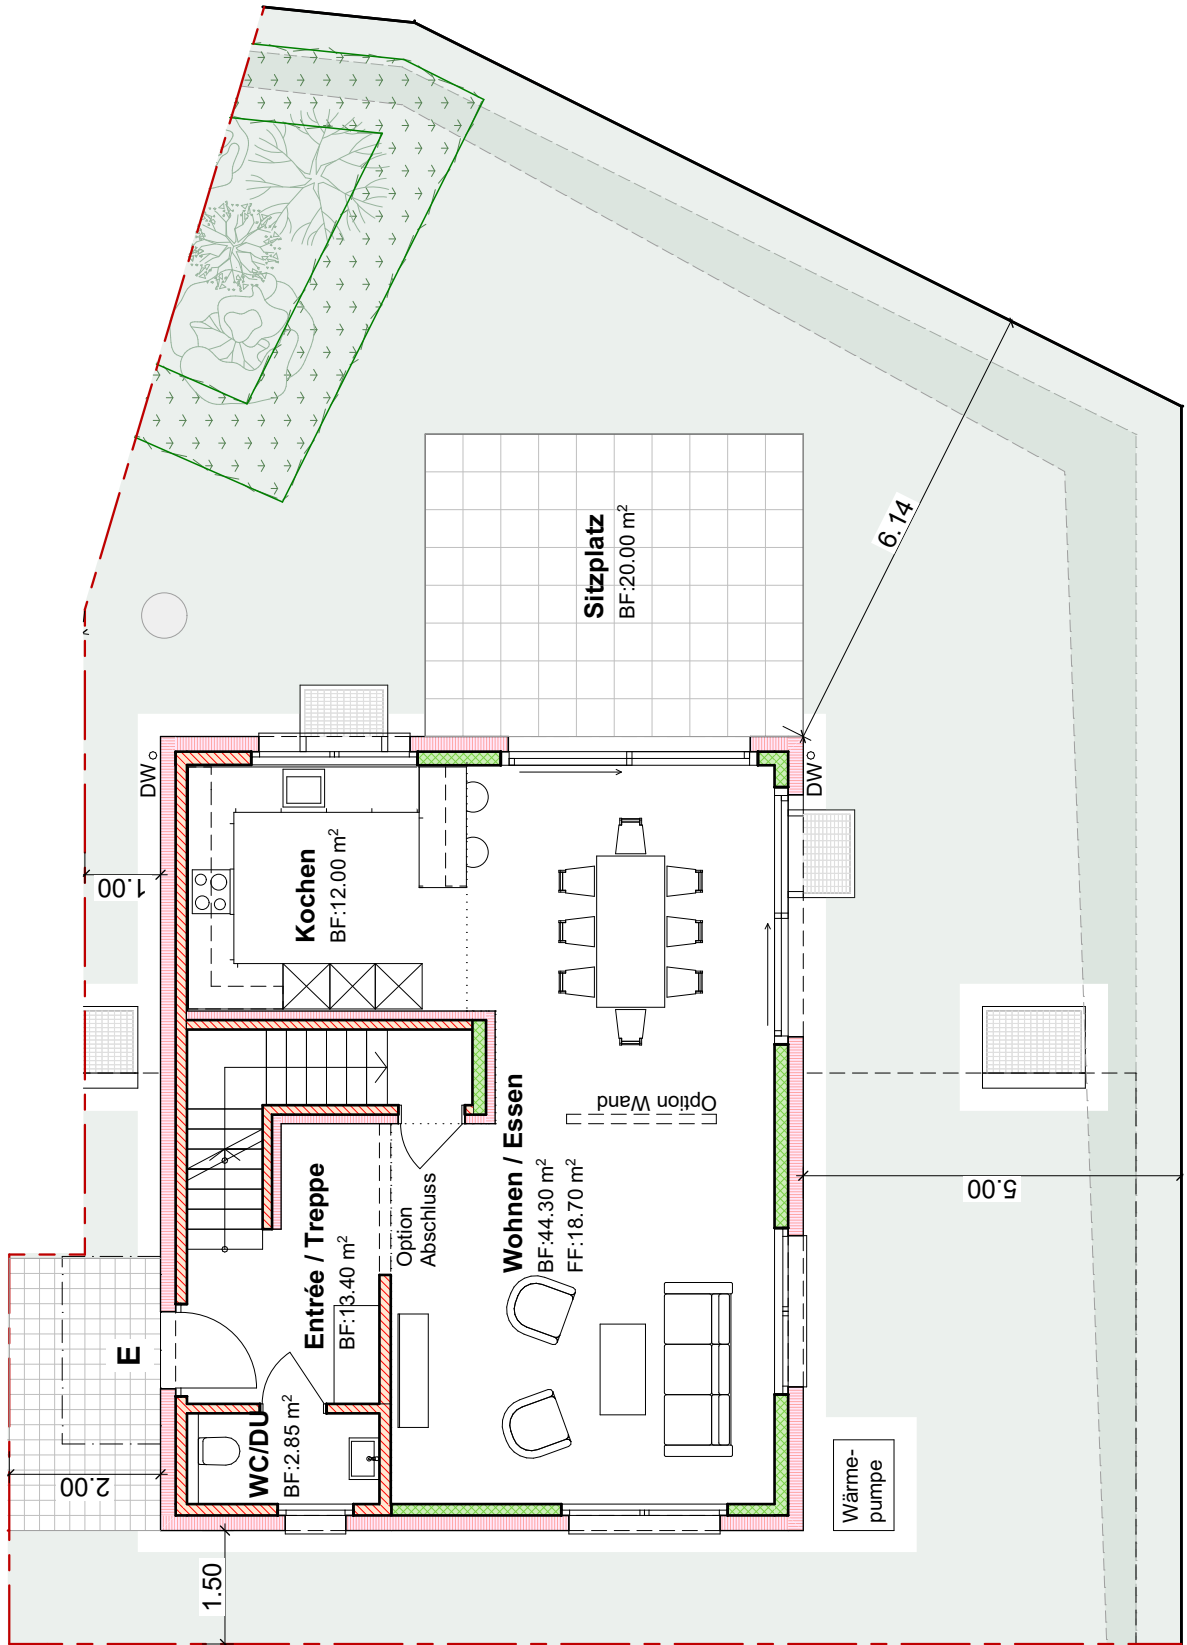 DW
1.00
Kochen
BF:12.00 m²
Sitzplatz
BF:20.00 m²
6.14
DW
Entrée / Treppe
BF:13.40 m²
Option
Abschluss
Wohnen / Essen
BF:44.30 m²
FF:18.70 m²
Option Wand
5.00
E
2.00
WC/DU
BF:2.85 m²
1.50
Wärme-
pumpe